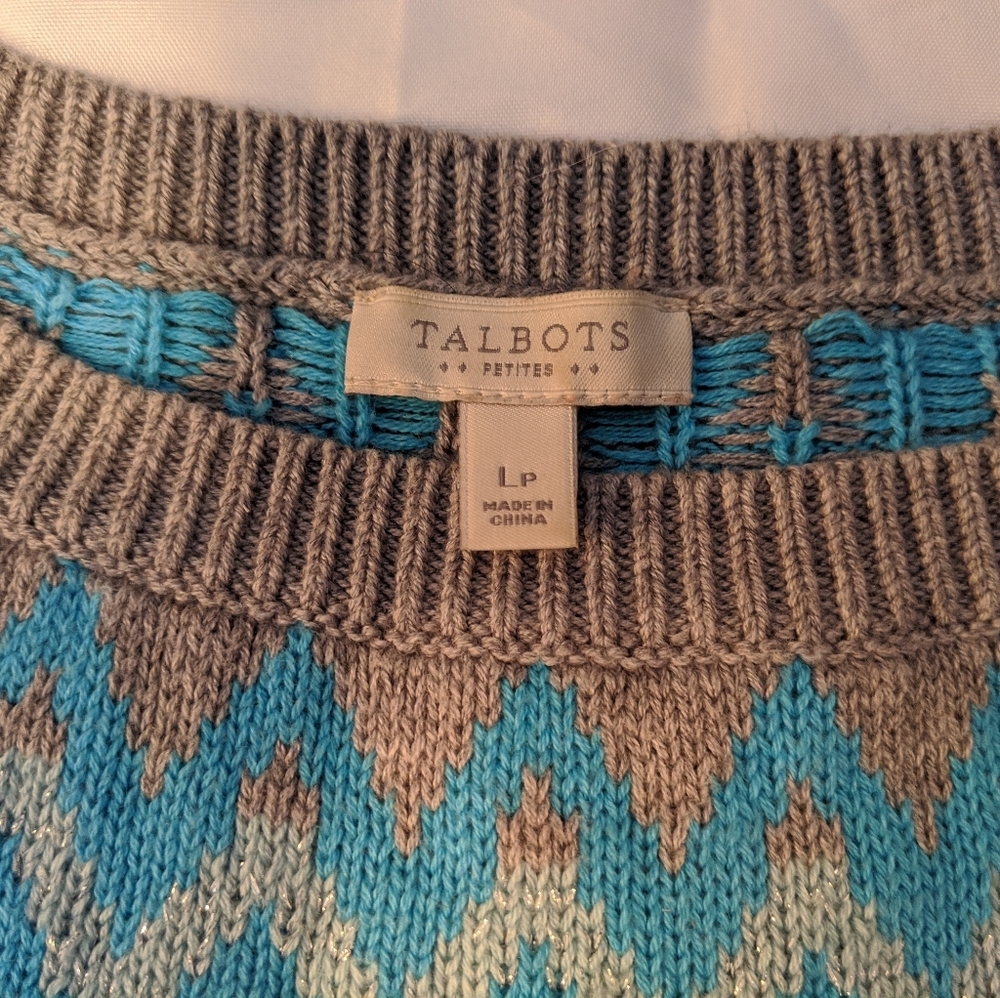 TALBOTS
PETITES
LP
MADE IN
CHINA